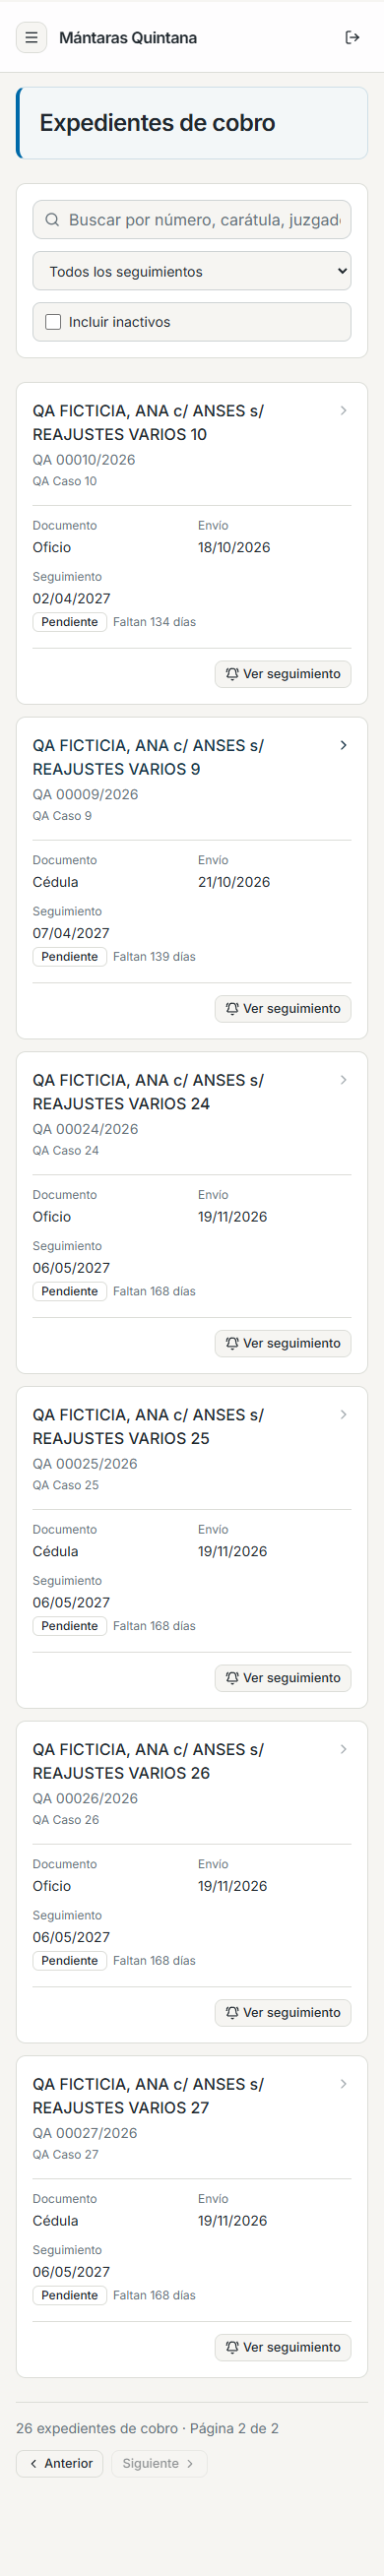 Mántaras Quintana
Expedientes de cobro
Buscar por número, carátula, juzgado
Todos los seguimientos
Incluir inactivos
QA FICTICIA, ANA c/ ANSES s/
REAJUSTES VARIOS 10
QA 00010/2026
QA Caso 10
Documento Envío
Oficio 18/10/2026
Seguimiento
02/04/2027
Pendiente Faltan 134 días
Ver seguimiento
QA FICTICIA, ANA c/ ANSES s/
REAJUSTES VARIOS 9
QA 00009/2026
QA Caso 9
Documento Envío
Cédula 21/10/2026
Seguimiento
07/04/2027
Pendiente Faltan 139 días
Ver seguimiento
QA FICTICIA, ANA c/ ANSES s/
REAJUSTES VARIOS 24
QA 00024/2026
QA Caso 24
Documento Envío
Oficio 19/11/2026
Seguimiento
06/05/2027
Pendiente Faltan 168 días
Ver seguimiento
QA FICTICIA, ANA c/ ANSES s/
REAJUSTES VARIOS 25
QA 00025/2026
QA Caso 25
Documento Envío
Cédula 19/11/2026
Seguimiento
06/05/2027
Pendiente Faltan 168 días
Ver seguimiento
QA FICTICIA, ANA c/ ANSES s/
REAJUSTES VARIOS 26
QA 00026/2026
QA Caso 26
Documento Envío
Oficio 19/11/2026
Seguimiento
06/05/2027
Pendiente Faltan 168 días
Ver seguimiento
QA FICTICIA, ANA c/ ANSES s/
REAJUSTES VARIOS 27
QA 00027/2026
QA Caso 27
Documento Envío
Cédula 19/11/2026
Seguimiento
06/05/2027
Pendiente Faltan 168 días
Ver seguimiento
26 expedientes de cobro · Página 2 de 2
Anterior Siguiente